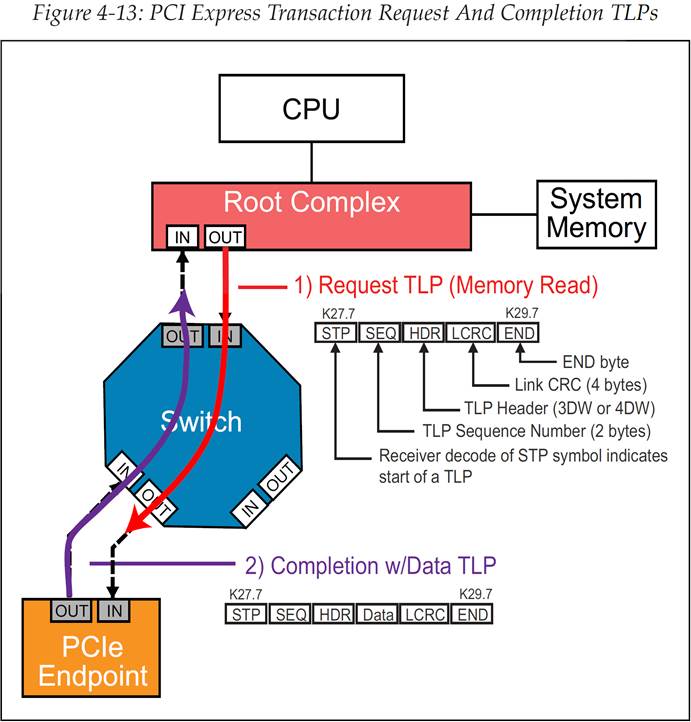 Figure 4-13: PCI Express Transaction Request And Completion TLPs
CPU
Root Complex
IN OUT
System
Memory
1) Request TLP (Memory Read)
K27.7 K29.7
STP SEQ HDR LCRC END
END byte
Link CRC (4 bytes)
TLP Header (3DW or 4DW)
TLP Sequence Number (2 bytes)
Receiver decode of STP symbol indicates
start of a TLP
OUT IN
Switch
IN OUT
IN OUT
2) Completion w/Data TLP
K27.7 K29.7
STP SEQ HDR Data LCRC END
OUT IN
PCIe
Endpoint